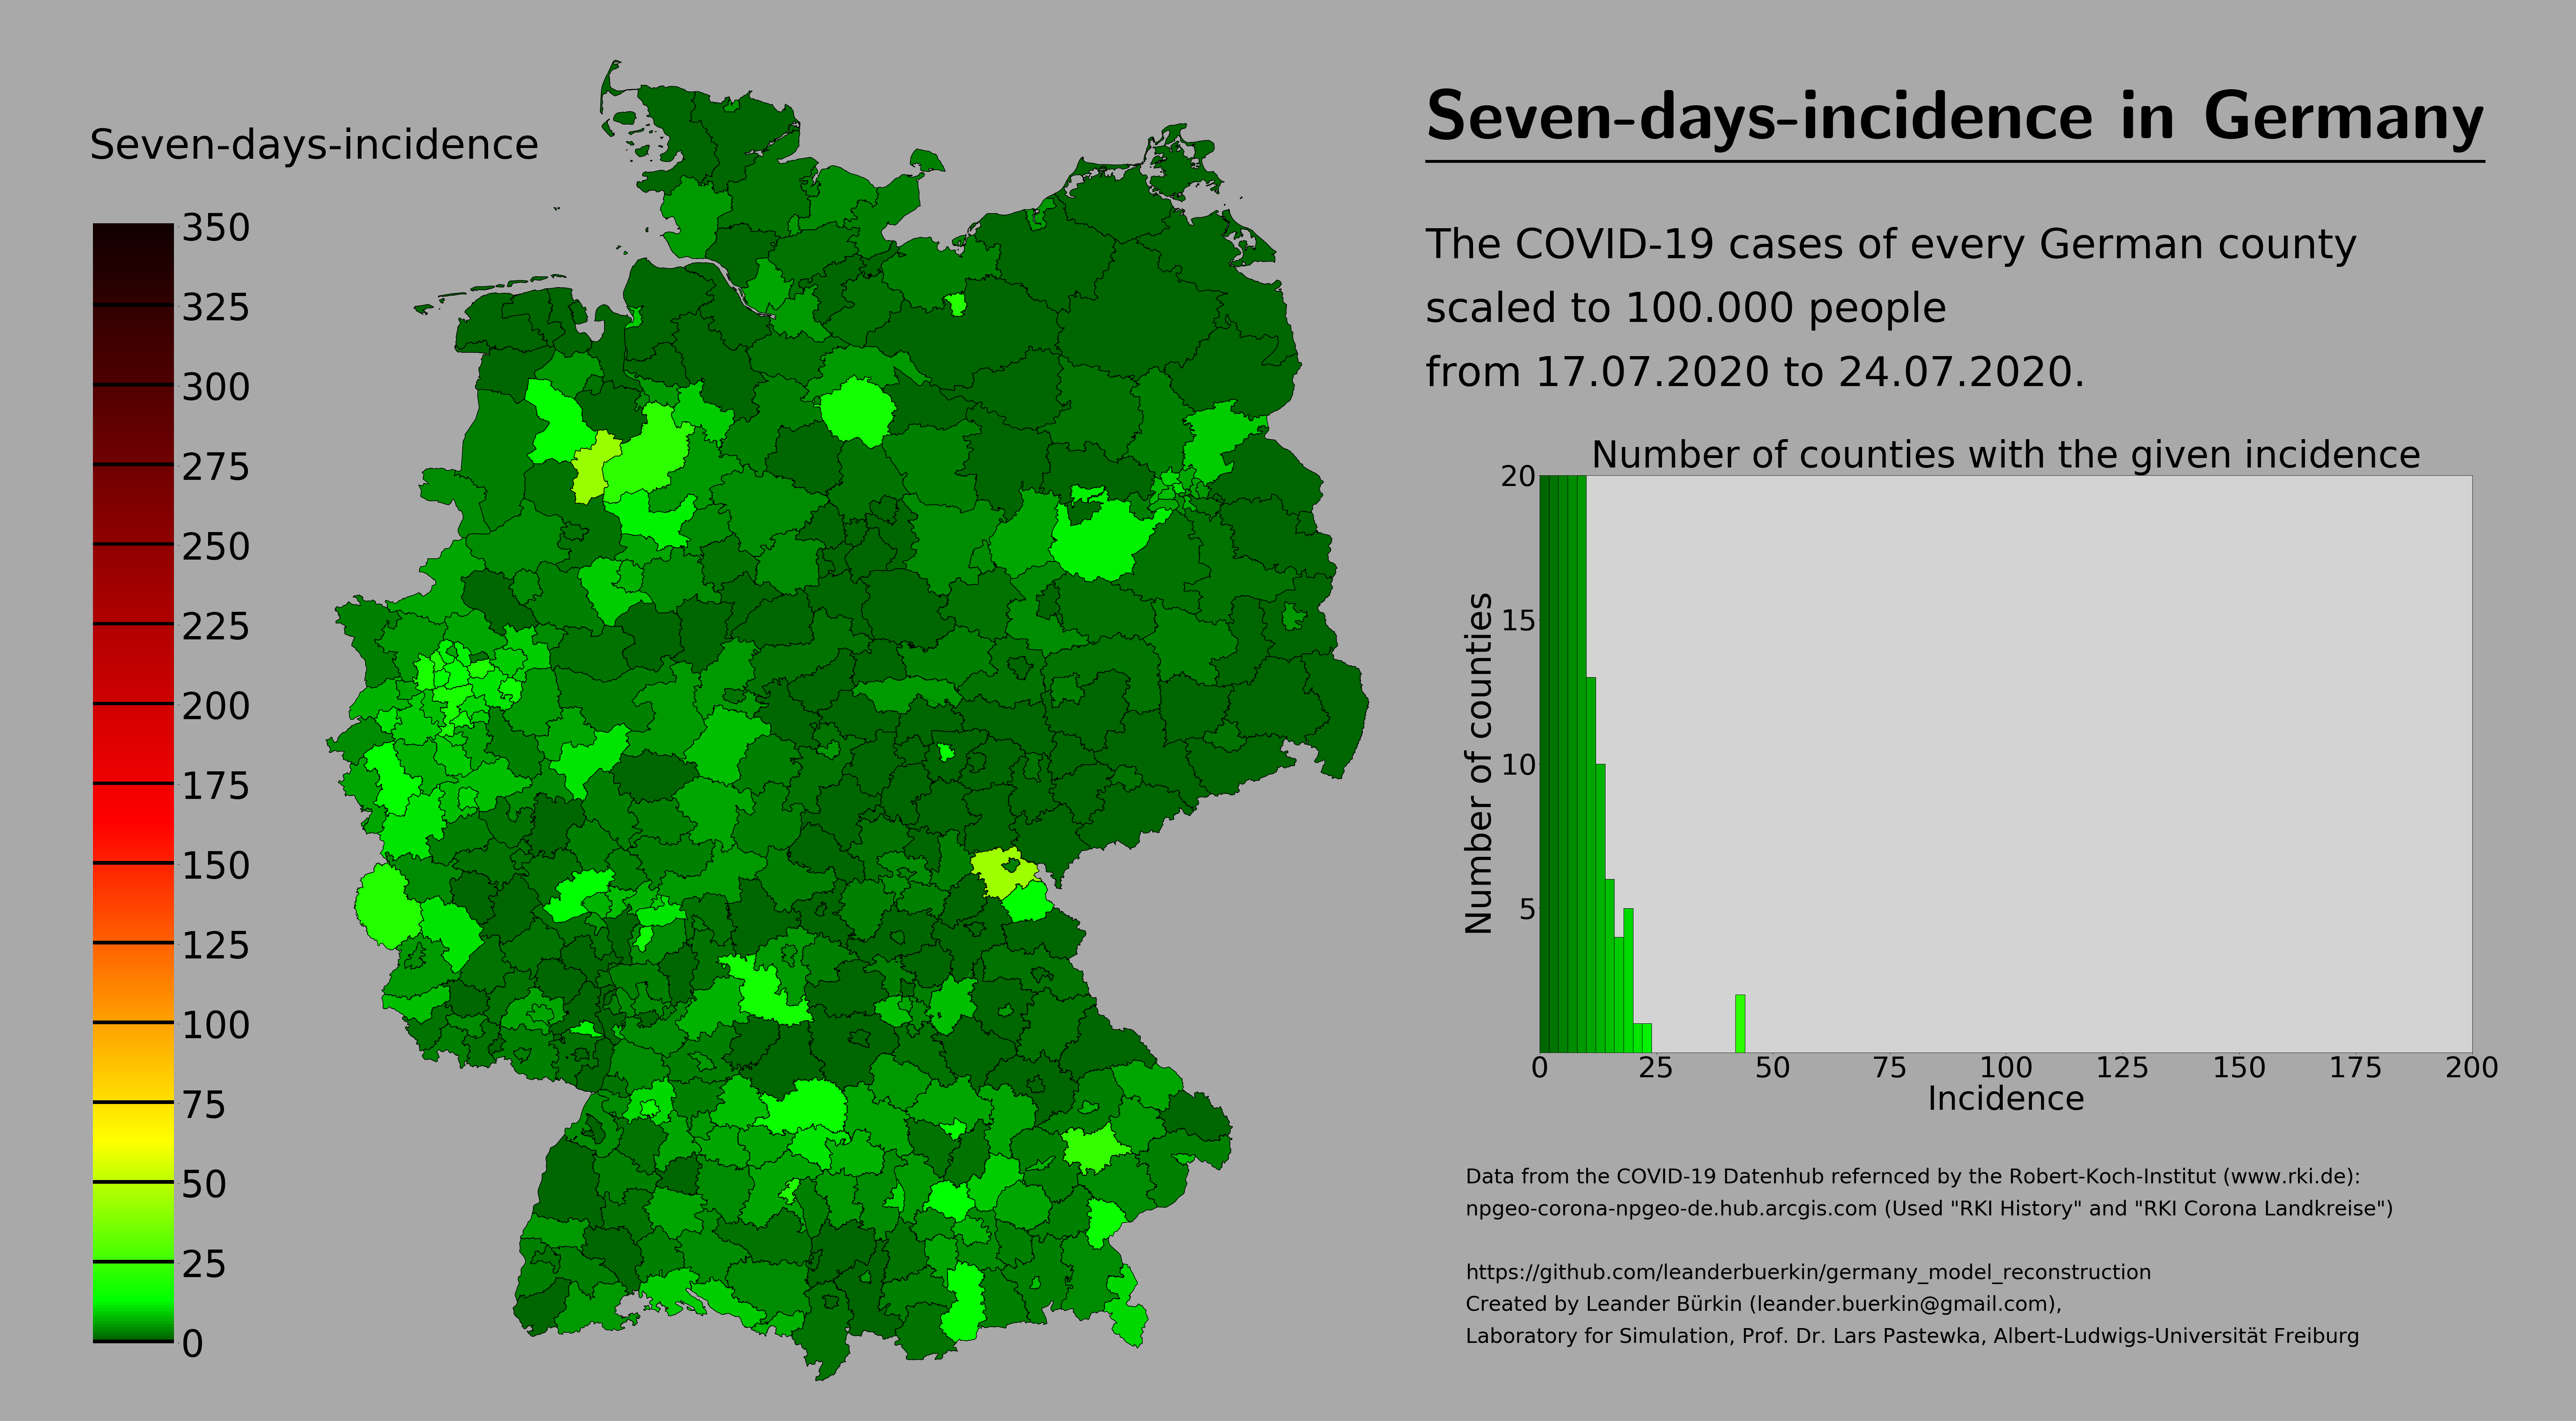 Seven-days-incidence
350
325
300
275
250
225
200
175
150
125
100
75
50
25
0
Seven-days-incidence in Germany
The COVID-19 cases of every German county
scaled to 100.000 people
from 17.07.2020 to 24.07.2020.
Number of counties with the given incidence
20
15
10
5
Number of counties
0 25 50 75 100 125 150 175 200
Incidence
Data from the COVID-19 Datenhub refernced by the Robert-Koch-Institut (www.rki.de):
npgeo-corona-npgeo-de.hub.arcgis.com (Used "RKI History" and "RKI Corona Landkreise")
https://github.com/leanderbuerkin/germany_model_reconstruction
Created by Leander Bürkin (leander.buerkin@gmail.com),
Laboratory for Simulation, Prof. Dr. Lars Pastewka, Albert-Ludwigs-Universität Freiburg